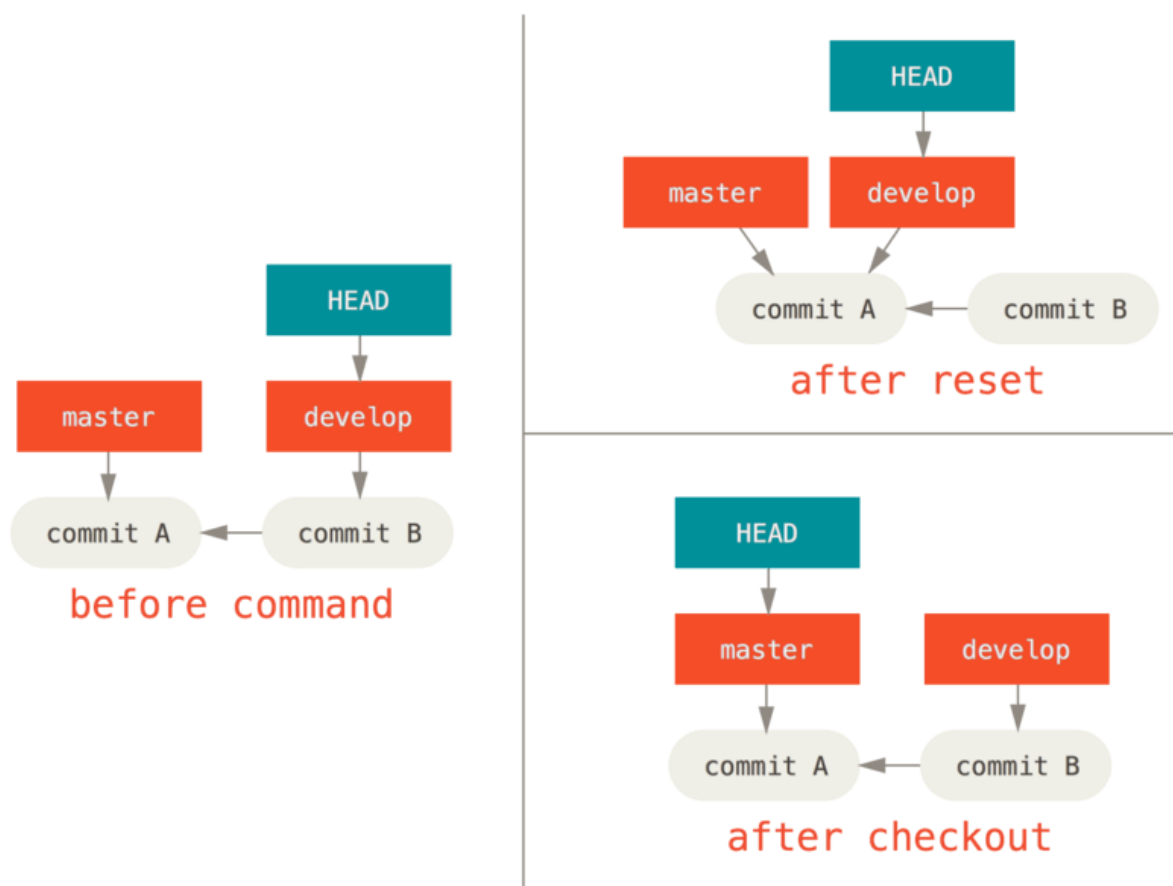 HEAD
master develop
commit A commit B
before command
HEAD
master develop
commit A commit B
after reset
HEAD
master develop
commit A commit B
after checkout